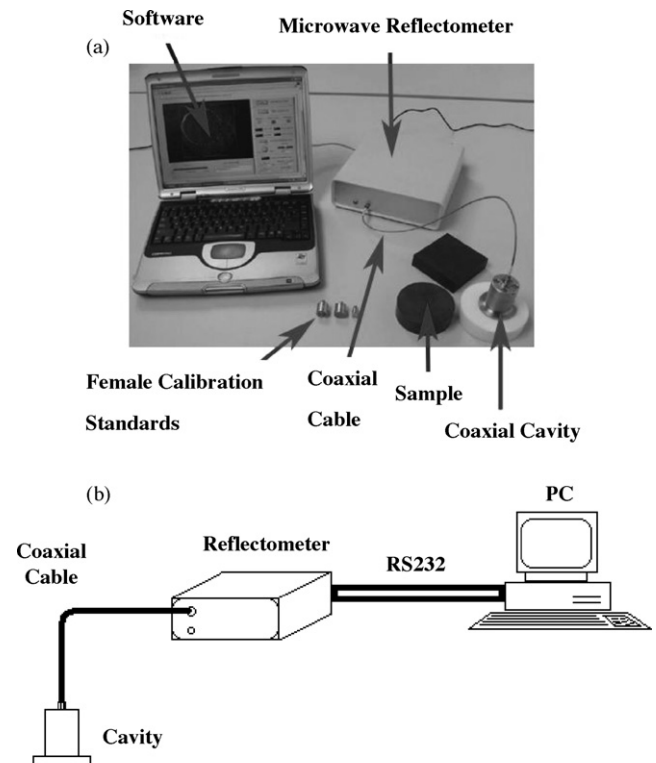 Software
Microwave Reflectometer
(a)
Female Calibration
Standards
Coaxial
Cable
Sample
Coaxial Cavity
(b)
PC
Coaxial
Cable
Reflectometer
RS232
Cavity